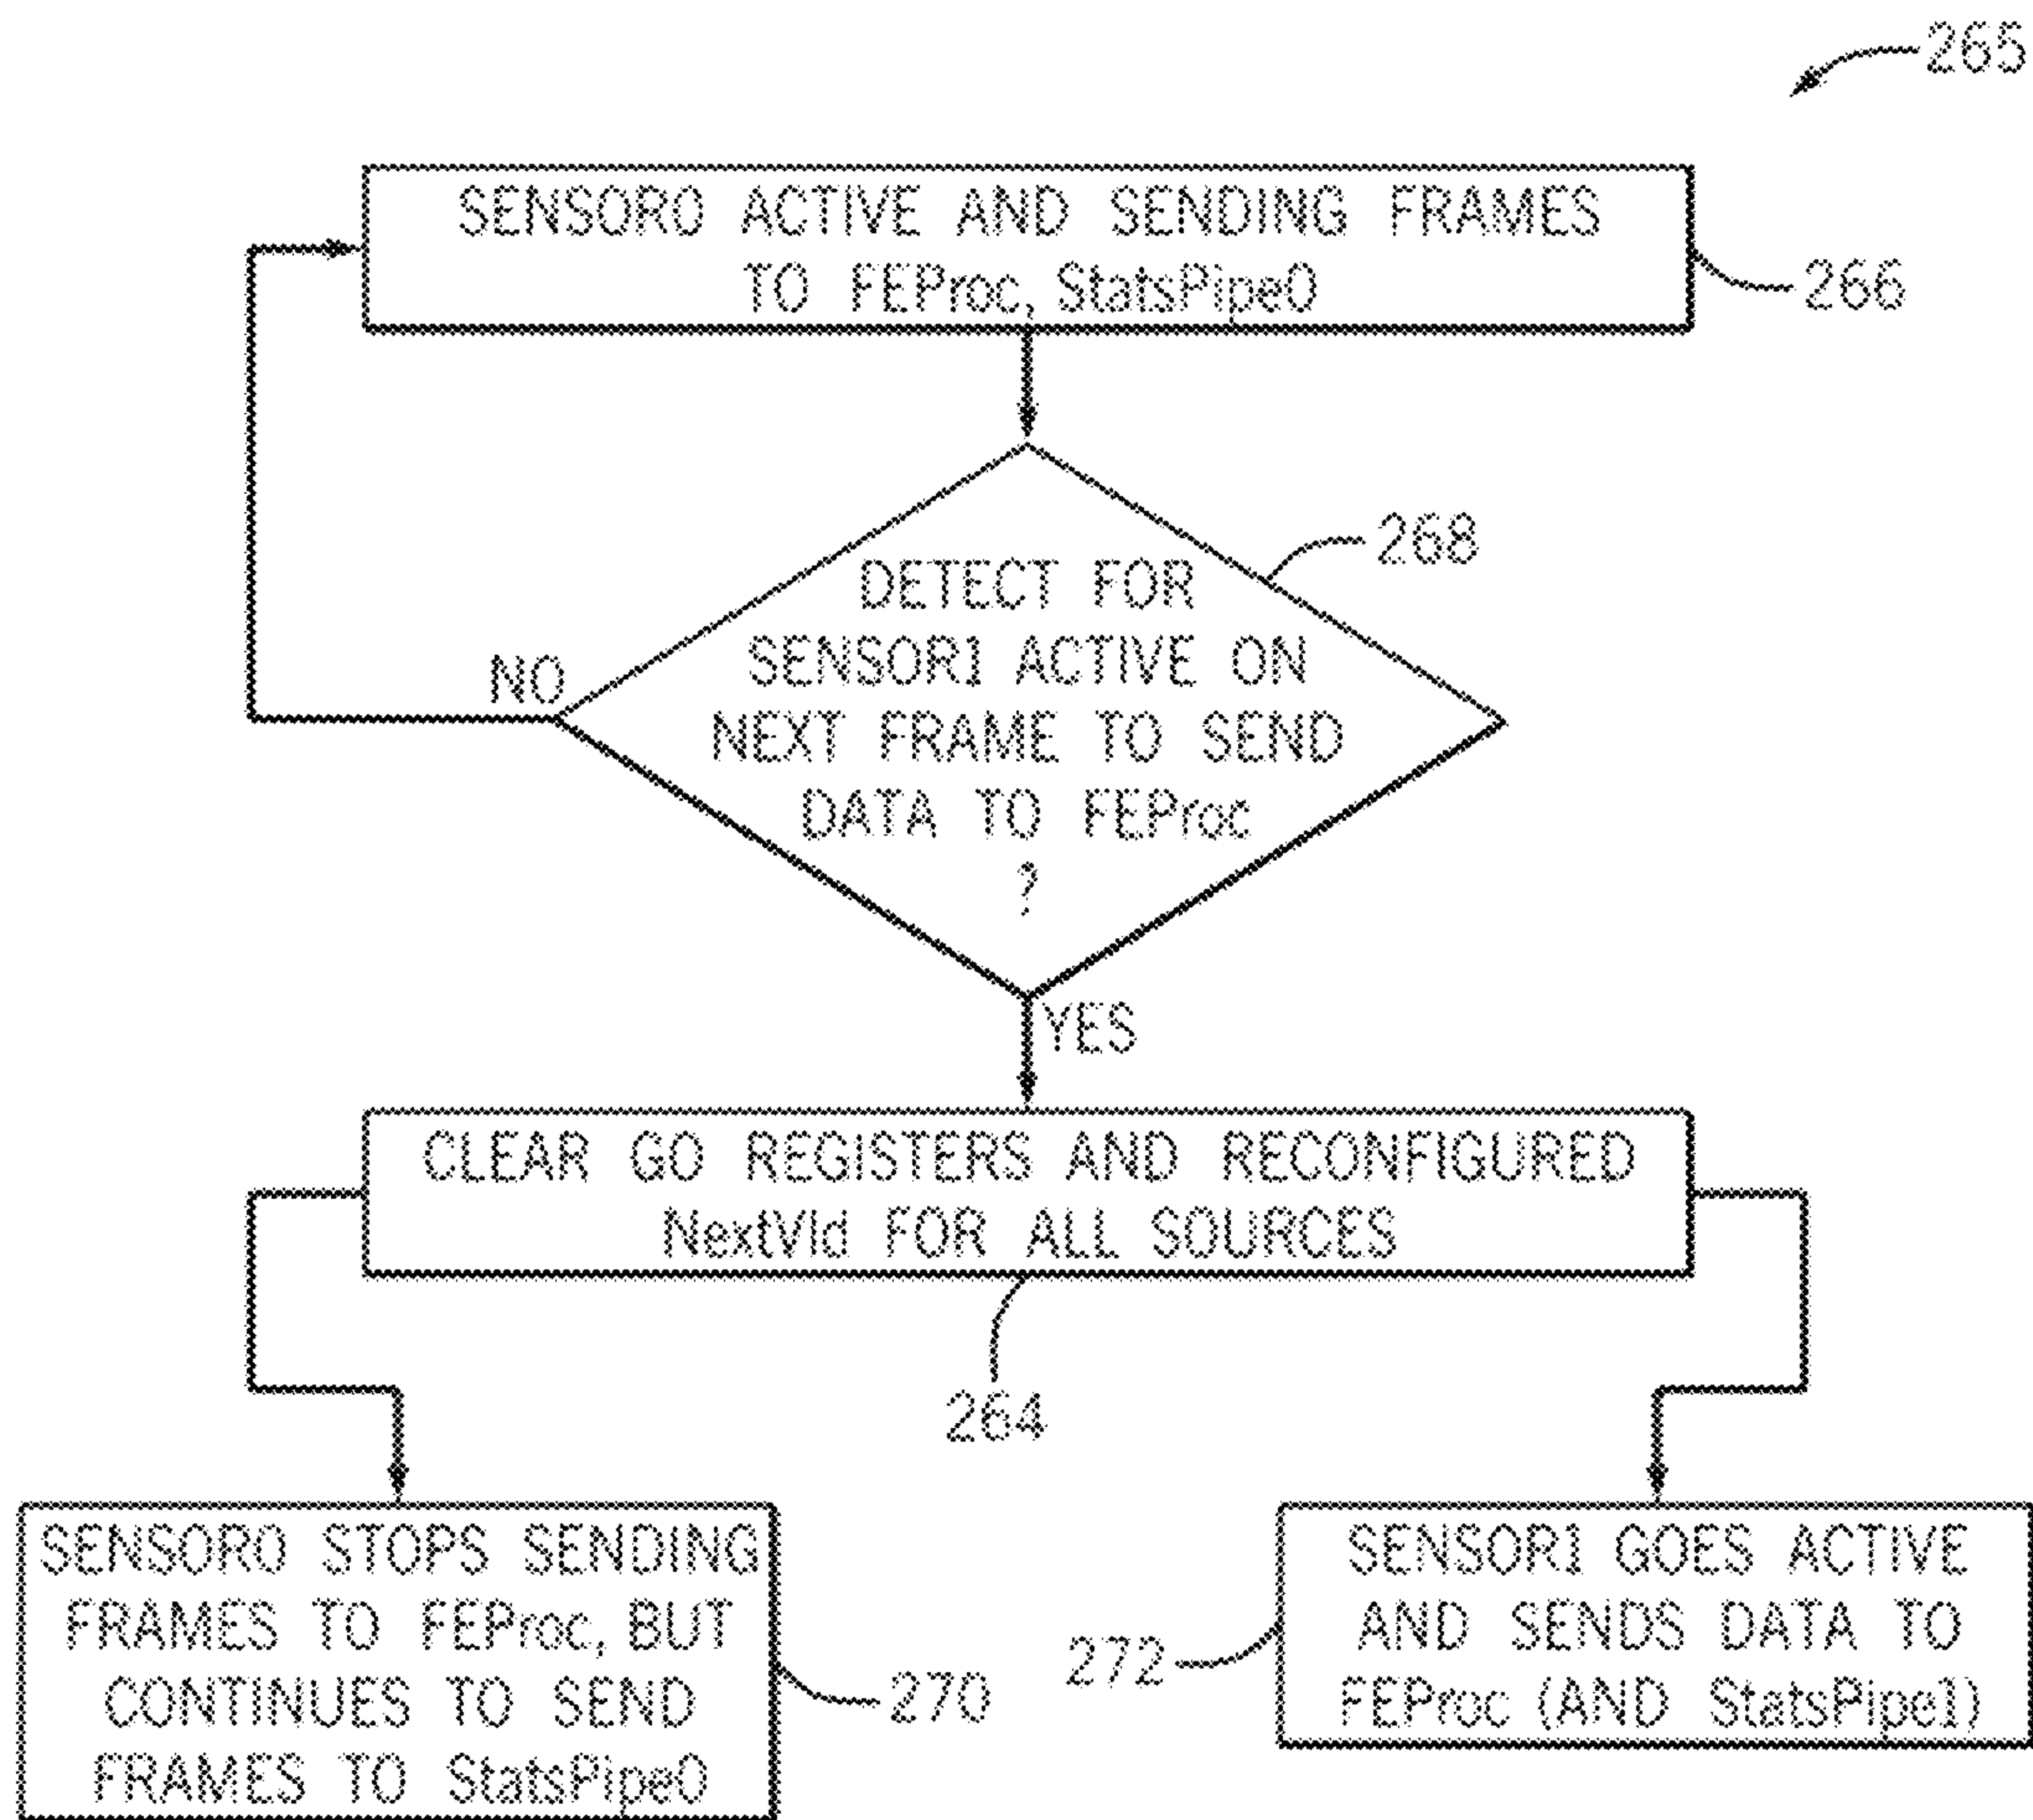 265
SENSOR0 ACTIVE AND SENDING FRAMES
TO FEProc, StatsPipe0
266
268
DETECT FOR
SENSOR1 ACTIVE ON
NEXT FRAME TO SEND
DATA TO FEProc
?
NO
YES
CLEAR GO REGISTERS AND RECONFIGURED
NextVld FOR ALL SOURCES
264
SENSOR0 STOPS SENDING
FRAMES TO FEProc, BUT
CONTINUES TO SEND
FRAMES TO StatsPipe0
270
272
SENSOR1 GOES ACTIVE
AND SENDS DATA TO
FEProc (AND StatsPipe1)